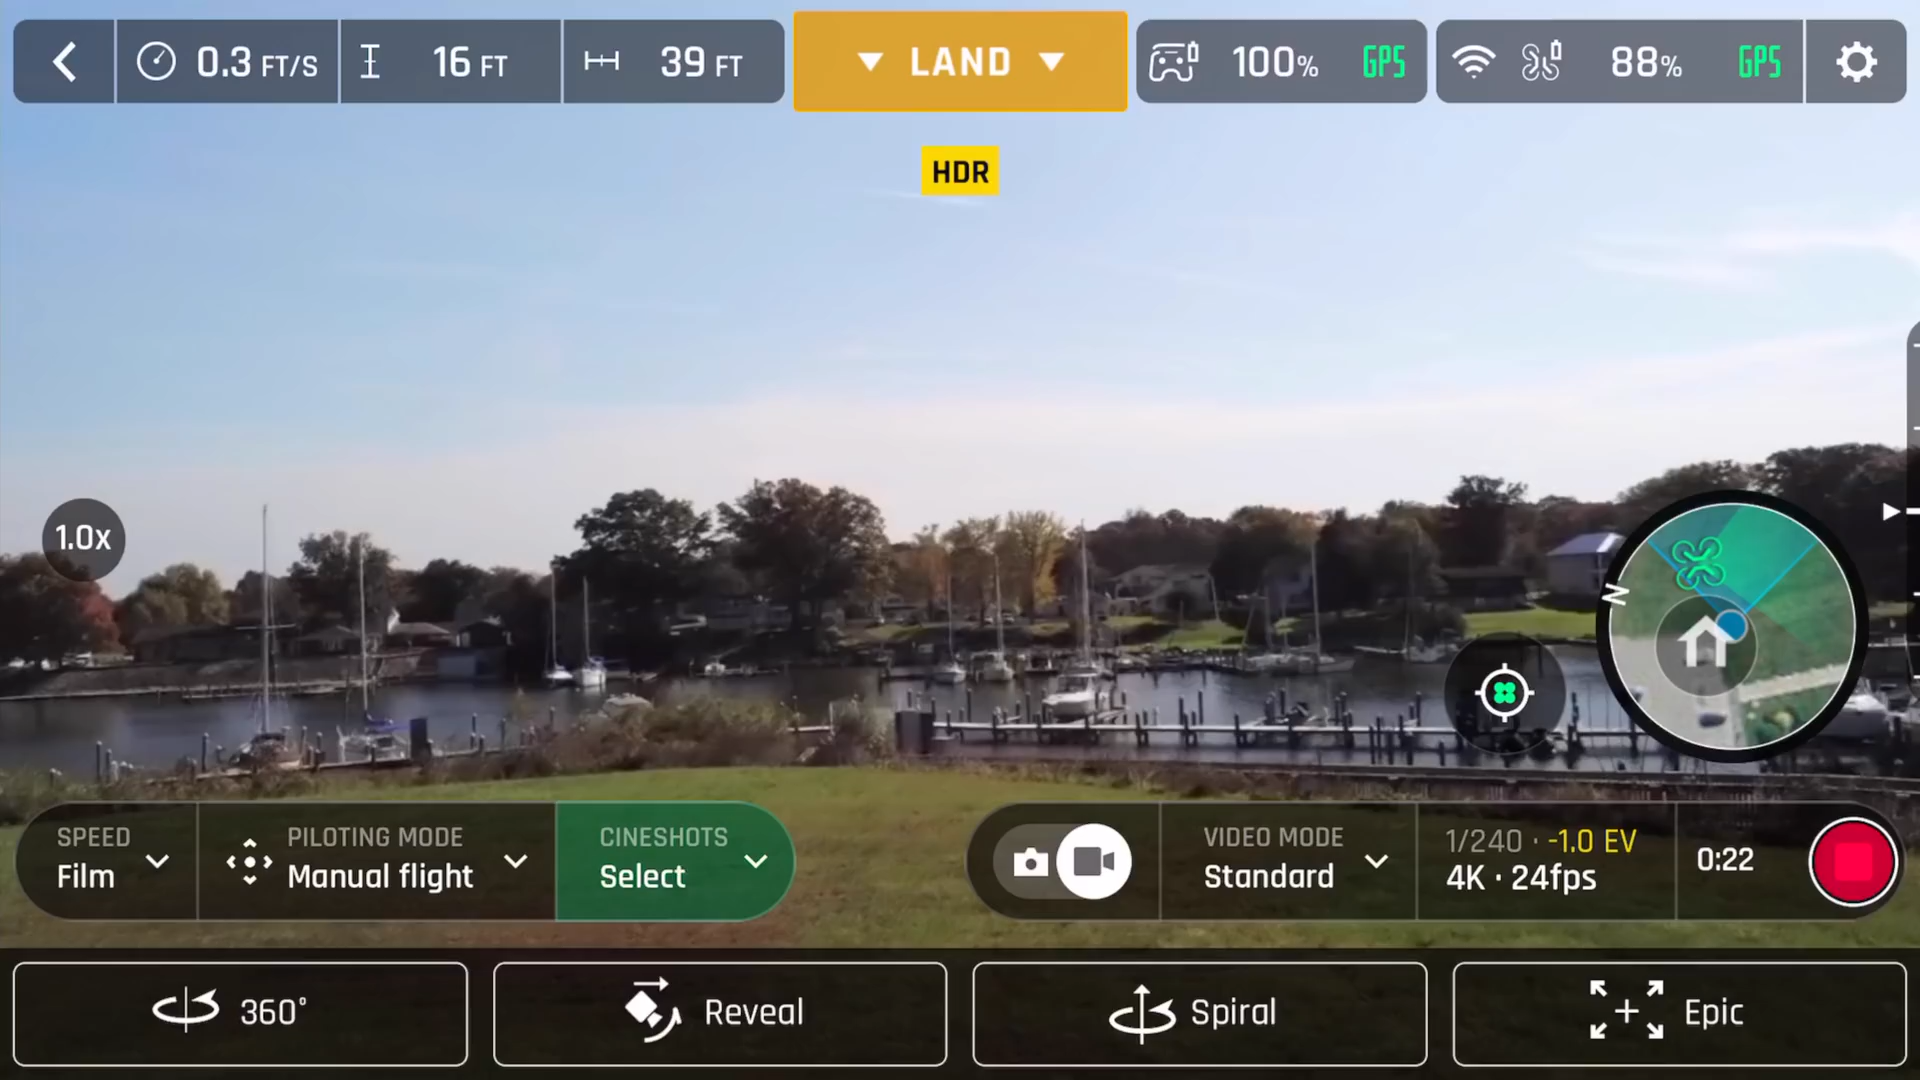 0.3 FT/S
16 FT
39 FT
LAND
100%
GPS
88%
GPS
HDR
1.0x
N
SPEED
Film
PILOTING MODE
Manual flight
CINESHOTS
Select
VIDEO MODE
Standard
1/240 · -1.0 EV
4K · 24fps
0:22
360°
Reveal
Spiral
Epic